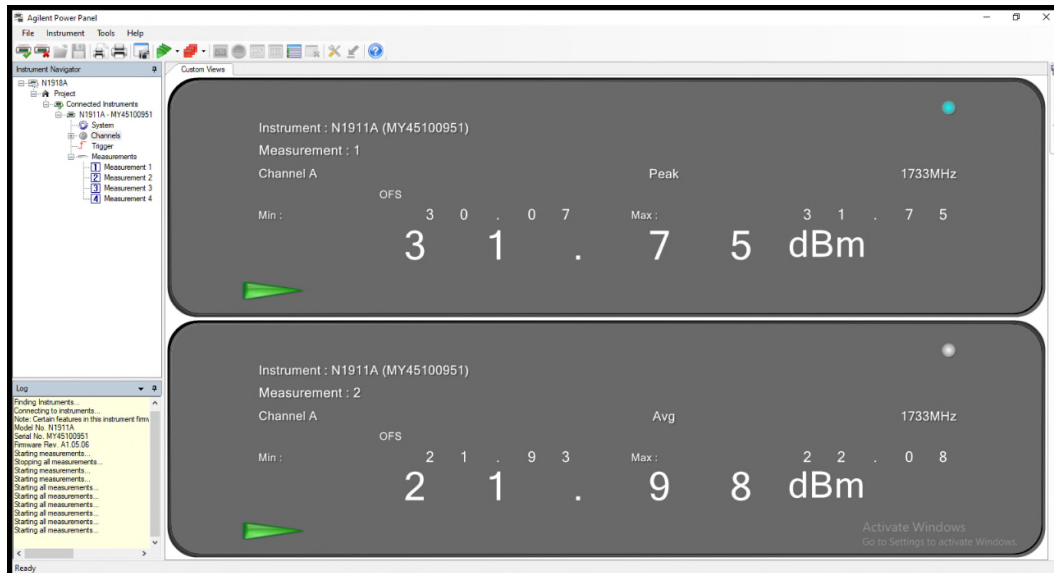 Agilent Power Panel
File Instrument Tools Help
Instrument Navigator
N1918A
Project
Connected Instruments
N1911A - MY45100951
System
Channels
Trigger
Measurements
1 Measurement 1
2 Measurement 2
3 Measurement 3
4 Measurement 4
Log
Finding Instruments...
Connecting to instruments...
Note: Certain features in this instrument firmw
Model No. N1911A
Serial No. MY45100951
Firmware Rev. A1.05.06
Starting measurements...
Stopping all measurements...
Starting measurements...
Starting measurements...
Starting all measurements...
Starting all measurements...
Starting all measurements...
Starting all measurements...
Starting all measurements...
Starting all measurements...
Ready
Custom Views
Instrument : N1911A (MY45100951)
Measurement : 1
Channel A Peak 1733MHz
OFS
Min : 30.07 Max : 31.75
31.75 dBm
Instrument : N1911A (MY45100951)
Measurement : 2
Channel A Avg 1733MHz
OFS
Min : 21.93 Max : 22.08
21.98 dBm
Activate Windows
Go to Settings to activate Windows.